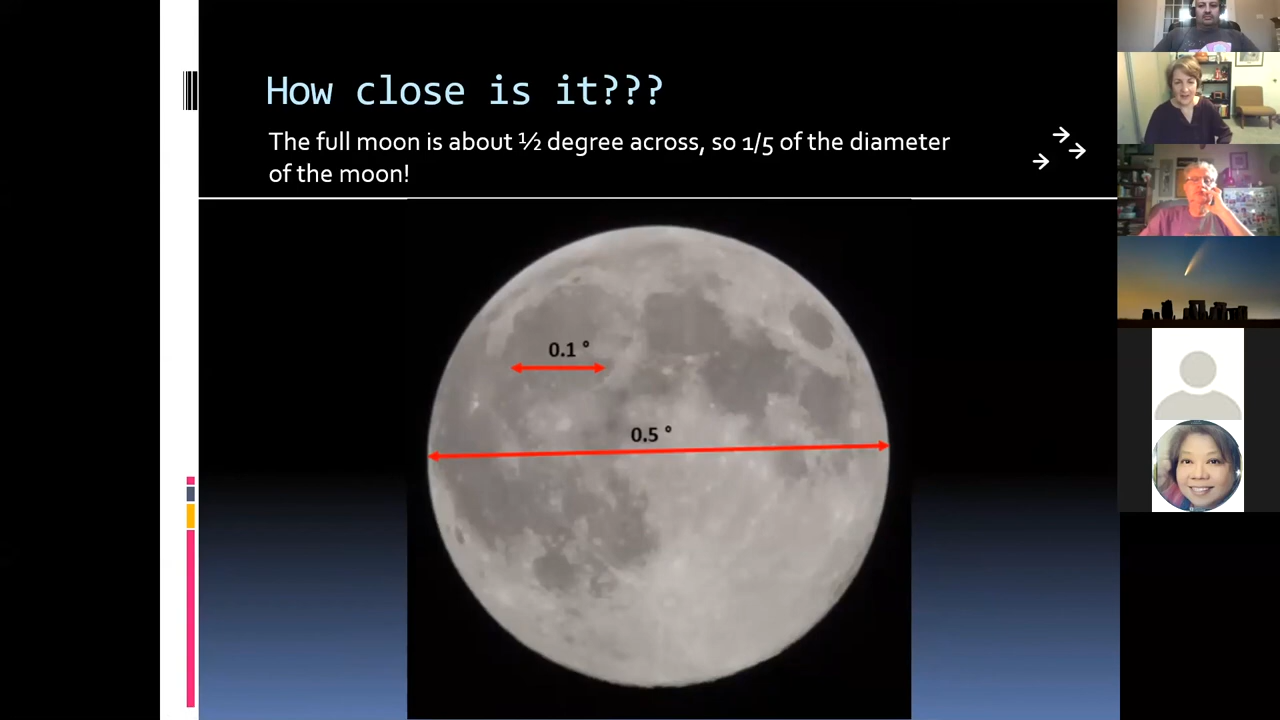 How close is it???
The full moon is about ½ degree across, so 1/5 of the diameter
of the moon!
0.1 °
0.5 °